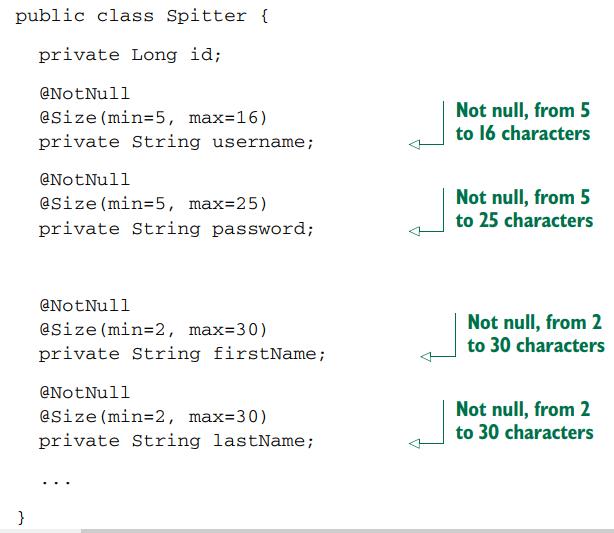 public class Spitter {
private Long id;
@NotNull
@Size(min=5, max=16)
private String username;
Not null, from 5
to 16 characters
@NotNull
@Size(min=5, max=25)
private String password;
Not null, from 5
to 25 characters
@NotNull
@Size(min=2, max=30)
private String firstName;
Not null, from 2
to 30 characters
@NotNull
@Size(min=2, max=30)
private String lastName;
Not null, from 2
to 30 characters
...
}